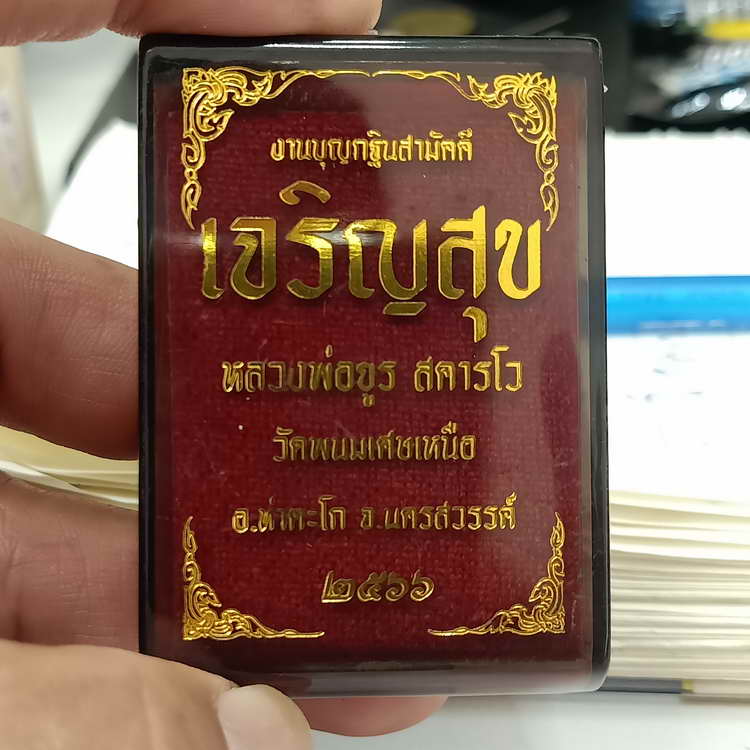 งานบุญกฐินสามัคคี
เจริญสุข
หลวงพ่อขูร สคารโว
วัดพนมเศษเหนือ
อ.ท่าตะโก จ.นครสวรรค์
๒๕๖๖